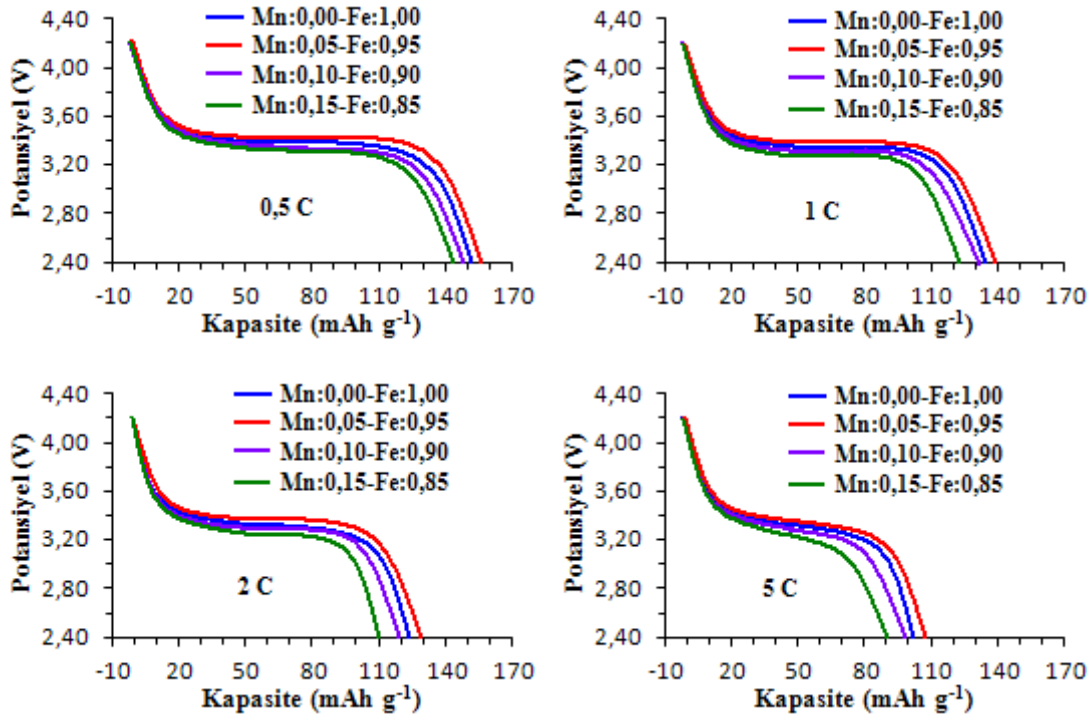 4,40
4,00
3,60
3,20
2,80
2,40
Potansiyel (V)
Mn:0,00-Fe:1,00
Mn:0,05-Fe:0,95
Mn:0,10-Fe:0,90
Mn:0,15-Fe:0,85
0,5 C
-10 20 50 80 110 140 170
Kapasite (mAh g⁻¹)
4,40
4,00
3,60
3,20
2,80
2,40
Potansiyel (V)
Mn:0,00-Fe:1,00
Mn:0,05-Fe:0,95
Mn:0,10-Fe:0,90
Mn:0,15-Fe:0,85
1 C
-10 20 50 80 110 140 170
Kapasite (mAh g⁻¹)
4,40
4,00
3,60
3,20
2,80
2,40
Potansiyel (V)
Mn:0,00-Fe:1,00
Mn:0,05-Fe:0,95
Mn:0,10-Fe:0,90
Mn:0,15-Fe:0,85
2 C
-10 20 50 80 110 140 170
Kapasite (mAh g⁻¹)
4,40
4,00
3,60
3,20
2,80
2,40
Potansiyel (V)
Mn:0,00-Fe:1,00
Mn:0,05-Fe:0,95
Mn:0,10-Fe:0,90
Mn:0,15-Fe:0,85
5 C
-10 20 50 80 110 140 170
Kapasite (mAh g⁻¹)